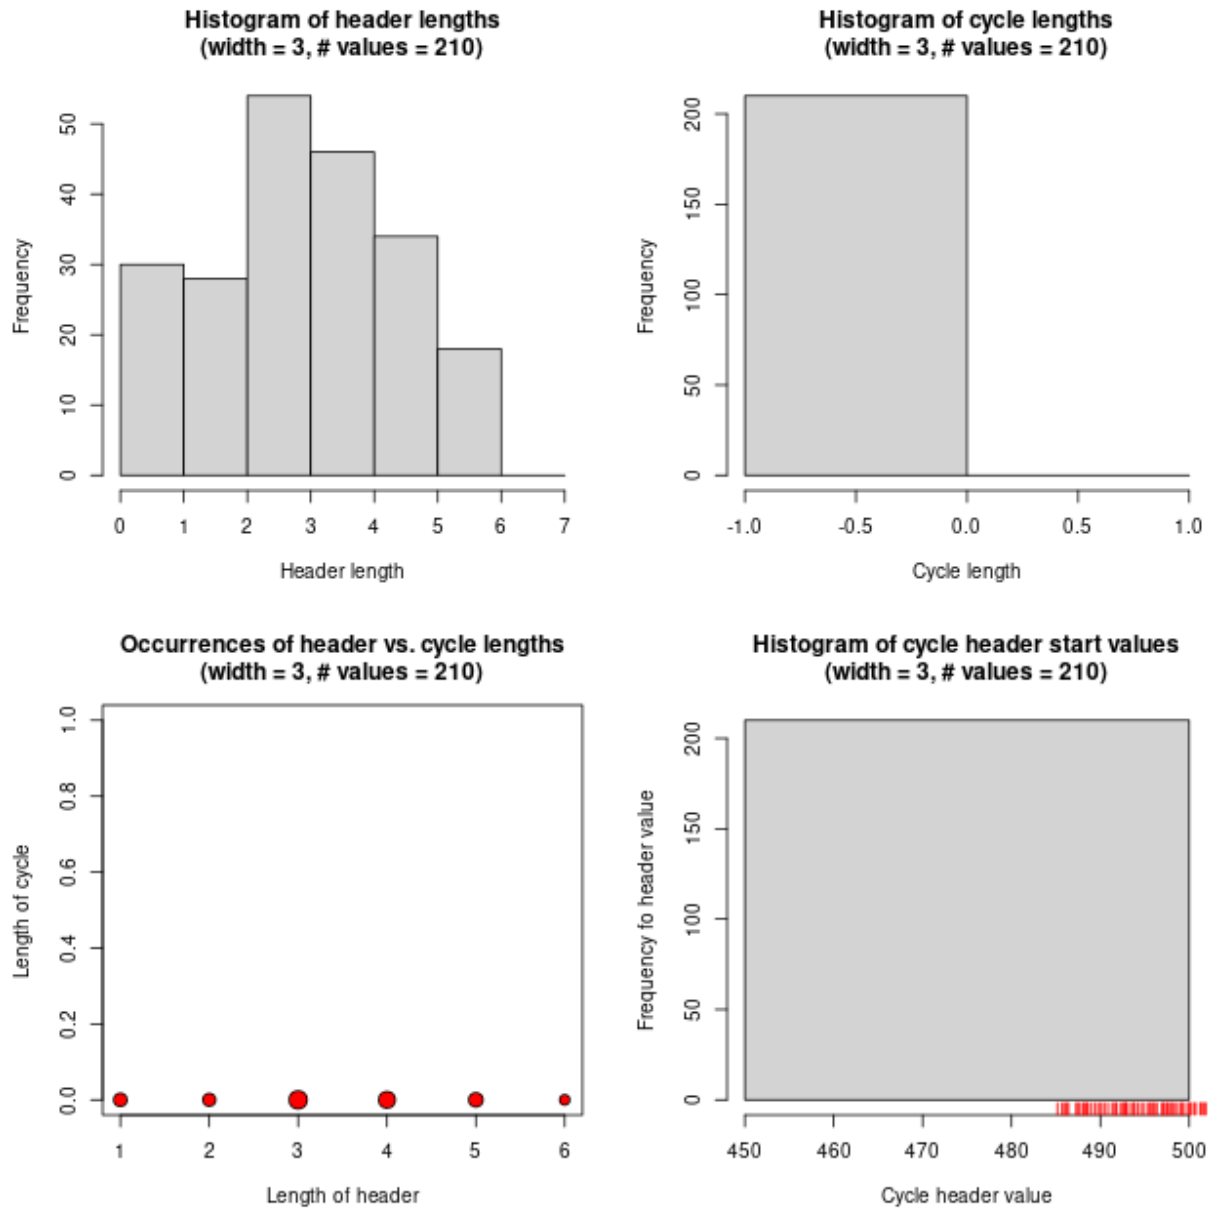 Histogram of header lengths
(width = 3, # values = 210)
Frequency
50
40
30
20
10
0
0 1 2 3 4 5 6 7
Header length
Histogram of cycle lengths
(width = 3, # values = 210)
Frequency
200
150
100
50
0
-1.0 -0.5 0.0 0.5 1.0
Cycle length
Occurrences of header vs. cycle lengths
(width = 3, # values = 210)
Length of cycle
1.0
0.8
0.6
0.4
0.2
0.0
1 2 3 4 5 6
Length of header
Histogram of cycle header start values
(width = 3, # values = 210)
Frequency fo header value
200
150
100
50
0
450 460 470 480 490 500
Cycle header value